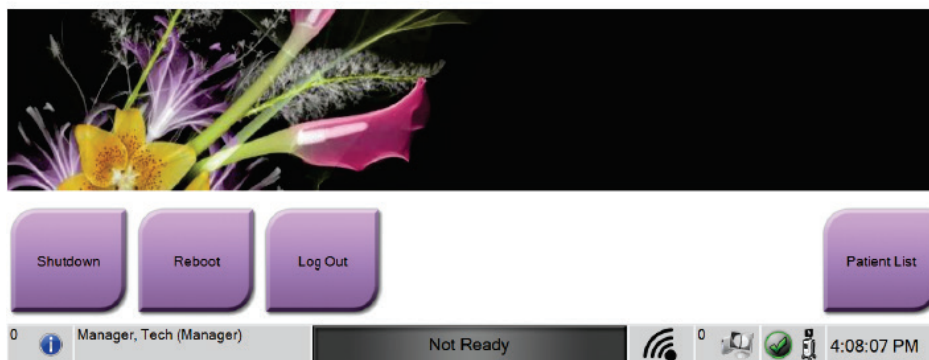 Shutdown
Reboot
Log Out
Patient List
0
Manager, Tech (Manager)
Not Ready
0
4:08:07 PM